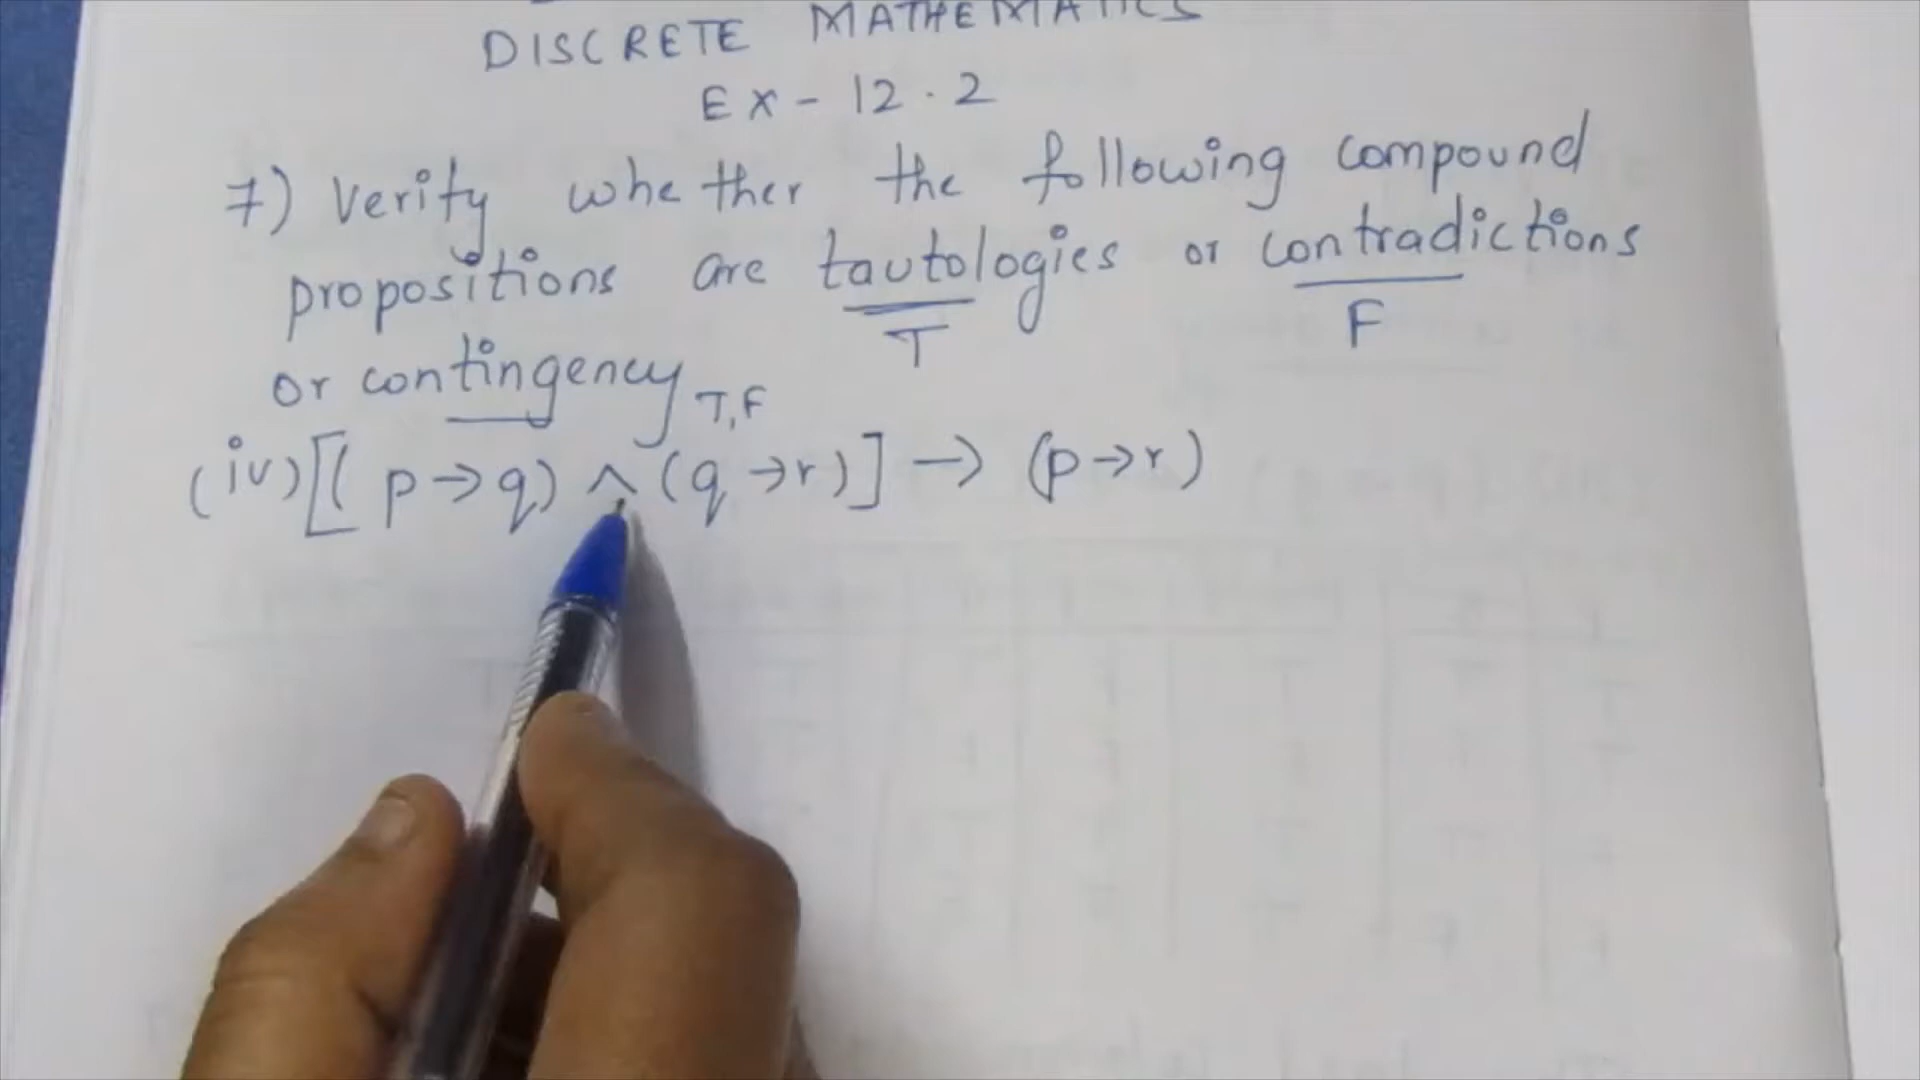 DISCRETE MATHEMATICS
EX - 12.2
7) Verify whether the following compound
propositions are tautologies or contradictions
T F
or contingency T,F
(iv) [(p→q) ∧ (q→r)] → (p→r)